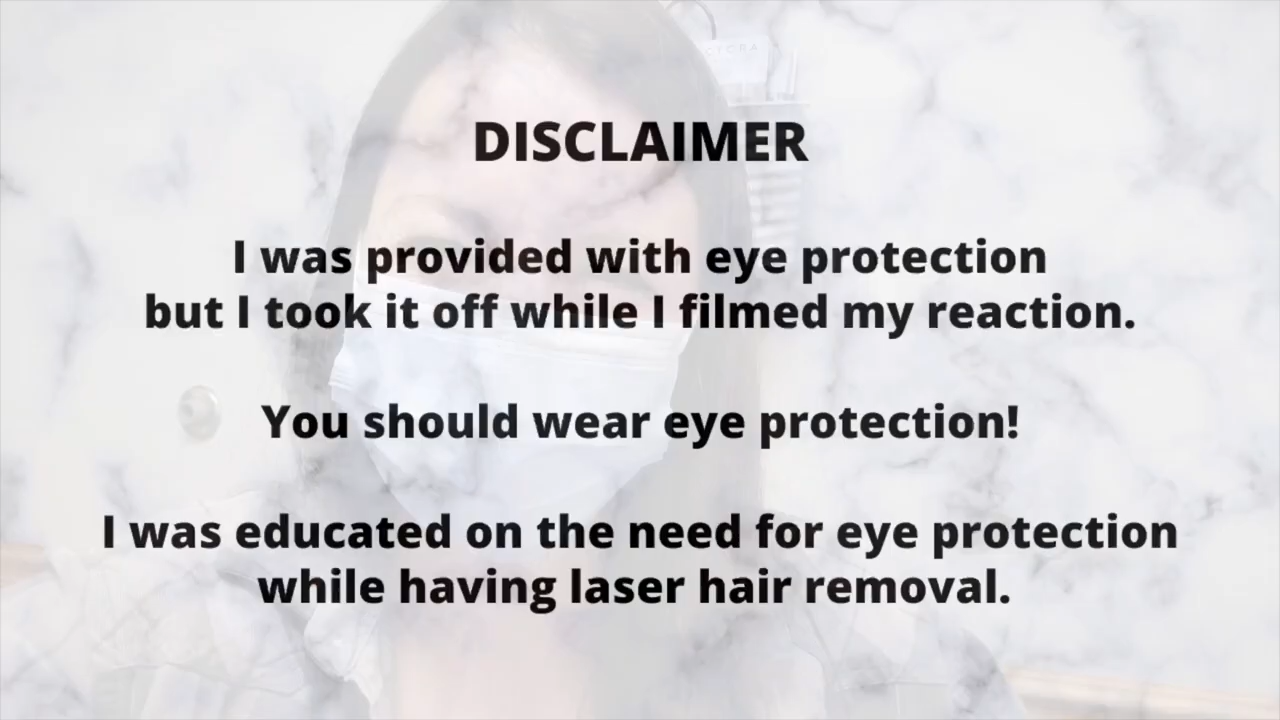 DISCLAIMER
I was provided with eye protection
but I took it off while I filmed my reaction.
You should wear eye protection!
I was educated on the need for eye protection
while having laser hair removal.